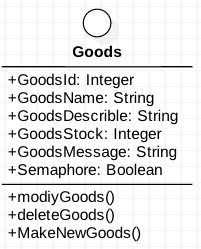 Goods
+GoodsId: Integer
+GoodsName: String
+GoodsDescrible: String
+GoodsStock: Integer
+GoodsMessage: String
+Semaphore: Boolean
+modiyGoods()
+deleteGoods()
+MakeNewGoods()